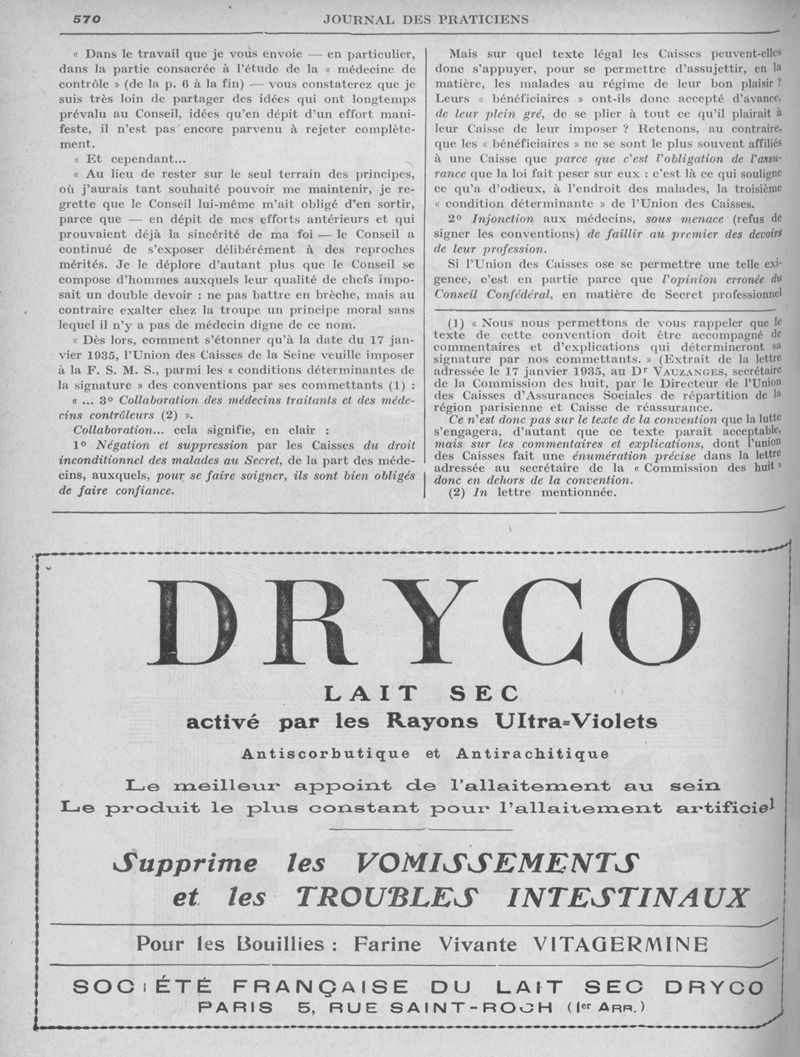 570
JOURNAL DES PRATICIENS
« Dans le travail que je vous envoie — en particulier,
dans la partie consacrée à l'étude de la « médecine de
contrôle » (de la p. 6 à la fin) — vous constaterez que je
suis très loin de partager des idées qui ont longtemps
prévalu au Conseil, idées qu'en dépit d'un effort mani-
feste, il n'est pas encore parvenu à rejeter complète-
ment.
« Et cependant...
« Au lieu de rester sur le seul terrain des principes,
où j'aurais tant souhaité pouvoir me maintenir, je re-
grette que le Conseil lui-même m'ait obligé d'en sortir,
parce que — en dépit de mes efforts antérieurs et qui
prouvaient déjà la sincérité de ma foi — le Conseil a
continué de s'exposer délibérément à des reproches
mérités. Je le déplore d'autant plus que le Conseil se
compose d'hommes auxquels leur qualité de chefs impo-
sait un double devoir : ne pas battre en brèche, mais au
contraire exalter chez la troupe un principe moral sans
lequel il n'y a pas de médecin digne de ce nom.
« Dès lors, comment s'étonner qu'à la date du 17 jan-
vier 1935, l'Union des Caisses de la Seine veuille imposer
à la F. S. M. S., parmi les « conditions déterminantes de
la signature » des conventions par ses commettants (1) :
« ... 3º Collaboration des médecins traitants et des méde-
cins contrôleurs (2) ».
Collaboration... cela signifie, en clair :
1º Négation et suppression par les Caisses du droit
inconditionnel des malades au Secret, de la part des méde-
cins, auxquels, pour se faire soigner, ils sont bien obligés
de faire confiance.
Mais sur quel texte légal les Caisses peuvent-elles
donc s'appuyer, pour se permettre d'assujettir, en la
matière, les malades au régime de leur bon plaisir ?
Leurs « bénéficiaires » ont-ils donc accepté d'avance,
de leur plein gré, de se plier à tout ce qu'il plairait à
leur Caisse de leur imposer ? Retenons, au contraire,
que les « bénéficiaires » ne se sont le plus souvent affiliés
à une Caisse que parce que c'est l'obligation de l'assu-
rance que la loi fait peser sur eux : c'est là ce qui souligne
ce qu'a d'odieux, à l'endroit des malades, la troisième
« condition déterminante » de l'Union des Caisses.
2º Injonction aux médecins, sous menace (refus de
signer les conventions) de faillir au premier des devoirs
de leur profession.
Si l'Union des Caisses ose se permettre une telle exi-
gence, c'est en partie parce que l'opinion erronée du
Conseil Confédéral, en matière de Secret professionnel
(1) « Nous nous permettons de vous rappeler que le
texte de cette convention doit être accompagné de
commentaires et d'explications qui détermineront sa
signature par nos commettants. » (Extrait de la lettre
adressée le 17 janvier 1935, au Dr VAUZANGES, secrétaire
de la Commission des huit, par le Directeur de l'Union
des Caisses d'Assurances Sociales de répartition de la
région parisienne et Caisse de réassurance.
Ce n'est donc pas sur le texte de la convention que la lutte
s'engagera, d'autant que ce texte paraît acceptable,
mais sur les commentaires et explications, dont l'union
des Caisses fait une énumération précise dans la lettre
adressée au secrétaire de la « Commission des huit »
donc en dehors de la convention.
(2) In lettre mentionnée.
DRYCO
LAIT SEC
activé par les Rayons Ultra-Violets
Antiscorbutique et Antirachitique
Le meilleur appoint de l'allaitement au sein
Le produit le plus constant pour l'allaitement artificiel
Supprime les VOMISSEMENTS
et les TROUBLES INTESTINAUX
Pour les Bouillies : Farine Vivante VITAGERMINE
SOCIÉTÉ FRANÇAISE DU LAIT SEC DRYCO
PARIS 5, RUE SAINT-ROCH (1er ARR.)